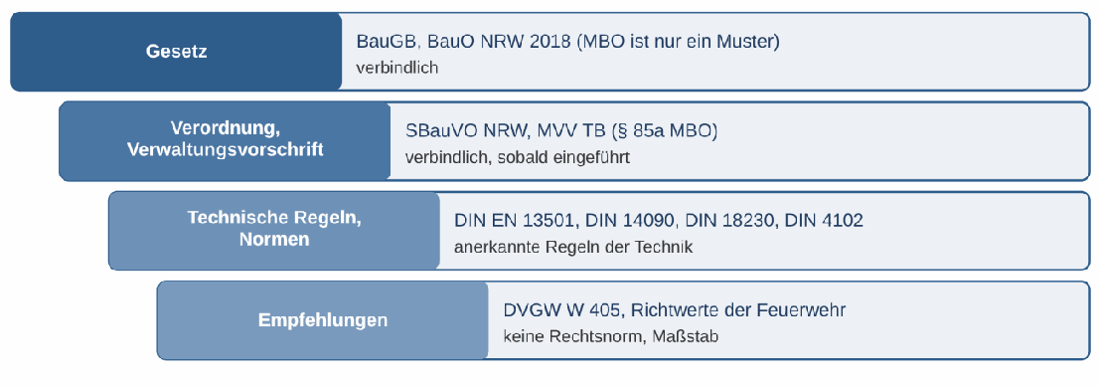 Gesetz
BauGB, BauO NRW 2018 (MBO ist nur ein Muster)
verbindlich
Verordnung,
Verwaltungsvorschrift
SBauVO NRW, MVV TB (§ 85a MBO)
verbindlich, sobald eingeführt
Technische Regeln,
Normen
DIN EN 13501, DIN 14090, DIN 18230, DIN 4102
anerkannte Regeln der Technik
Empfehlungen
DVGW W 405, Richtwerte der Feuerwehr
keine Rechtsnorm, Maßstab